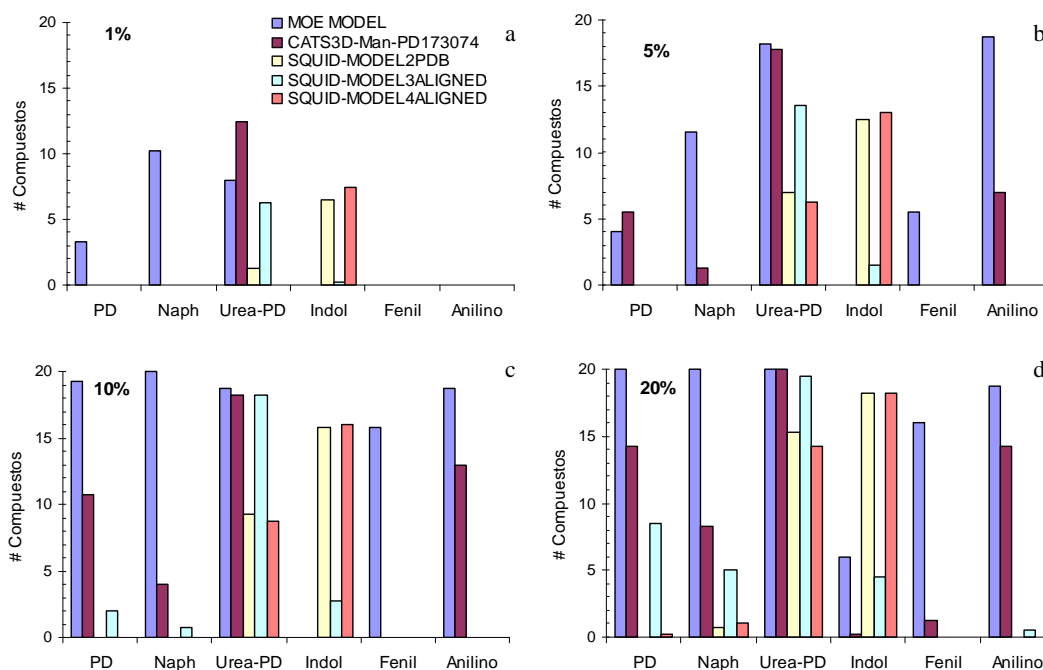 1%
a
MOE MODEL
CATS3D-Man-PD173074
SQUID-MODEL2PDB
SQUID-MODEL3ALIGNED
SQUID-MODEL4ALIGNED
# Compuestos
20
15
10
5
0
PD Naph Urea-PD Indol Fenil Anilino
5%
b
# Compuestos
20
15
10
5
0
PD Naph Urea-PD Indol Fenil Anilino
10%
c
# Compuestos
20
15
10
5
0
PD Naph Urea-PD Indol Fenil Anilino
20%
d
# Compuestos
20
15
10
5
0
PD Naph Urea-PD Indol Fenil Anilino